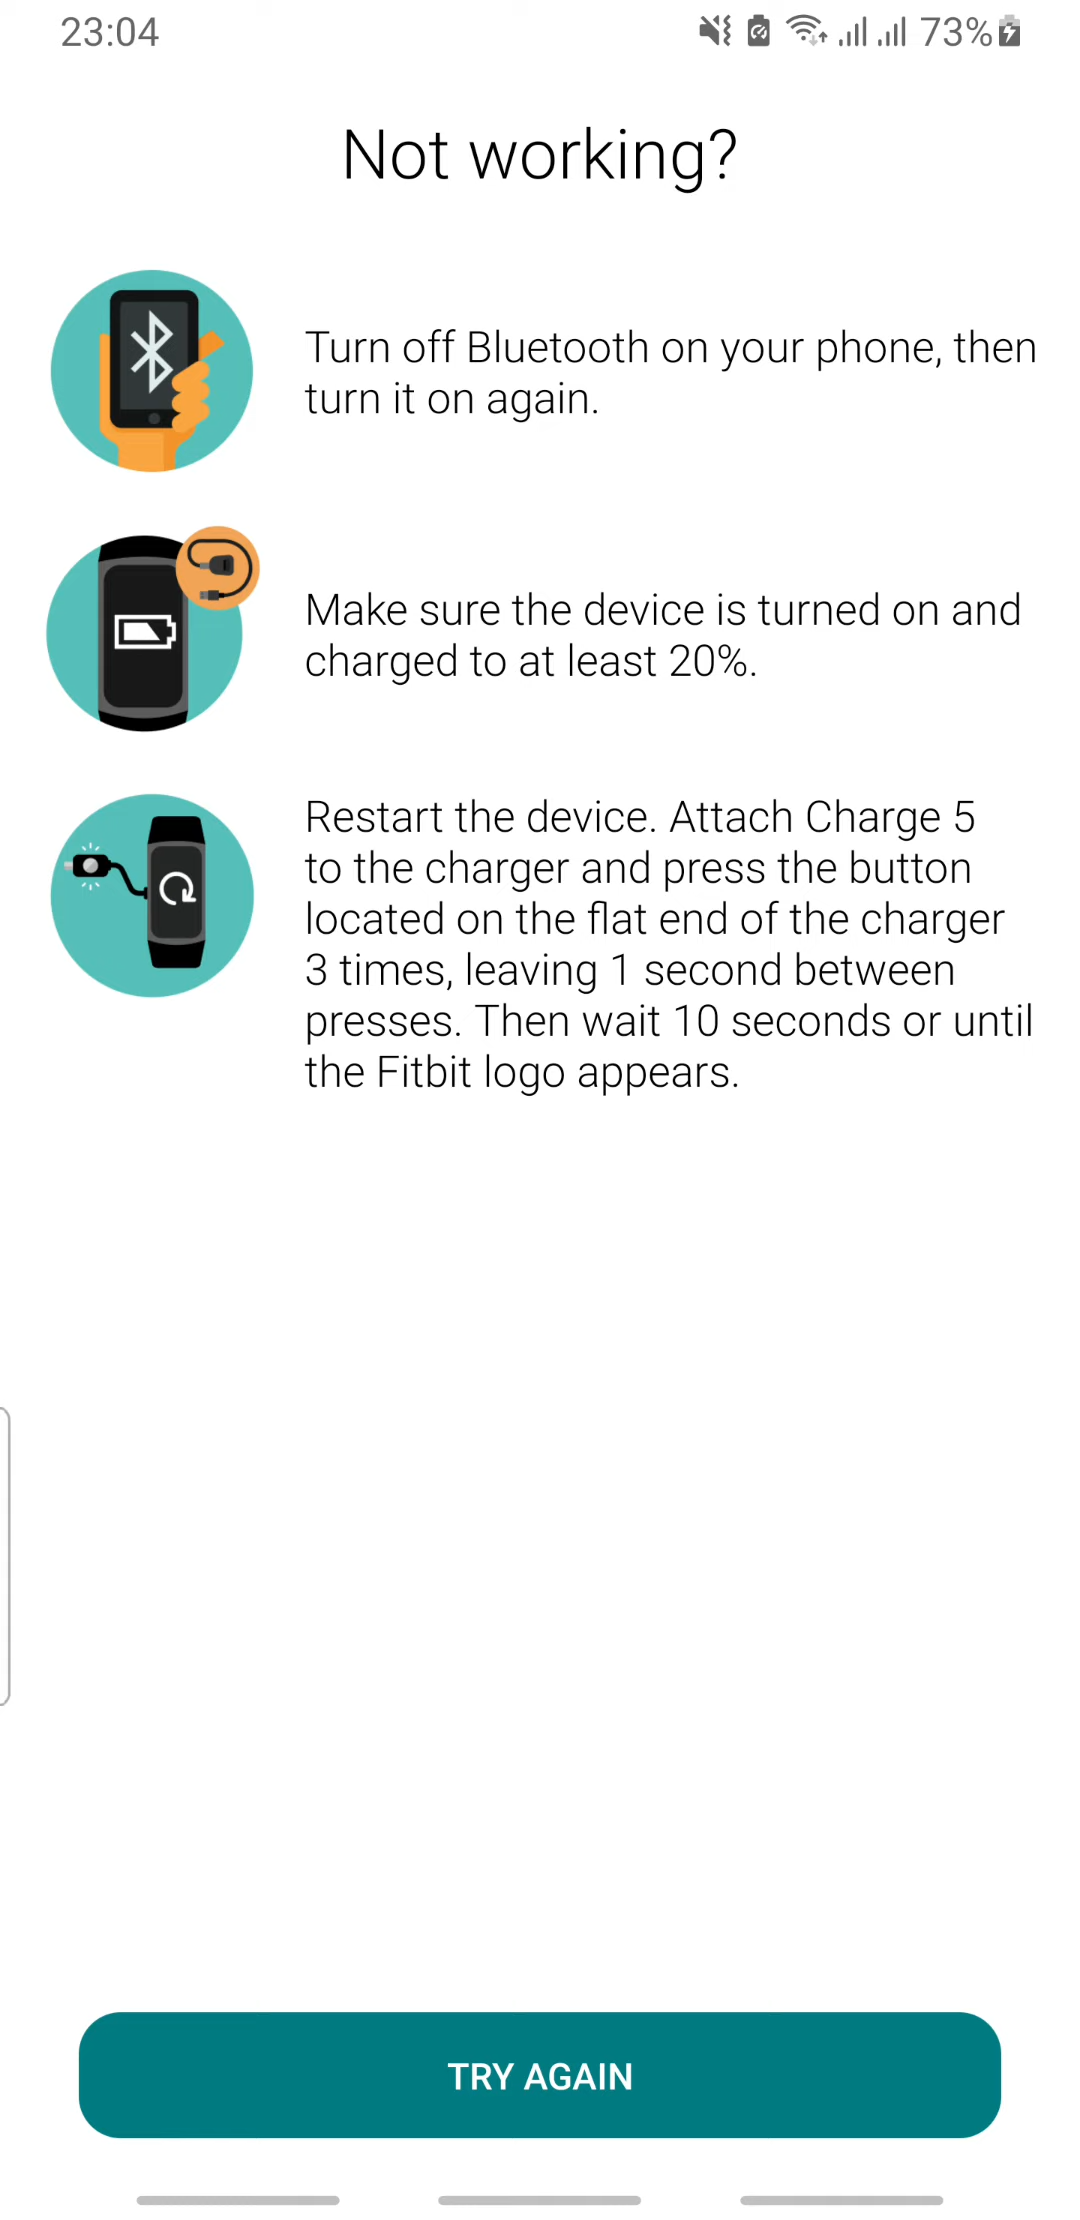 23:04
73%
Not working?
Turn off Bluetooth on your phone, then
turn it on again.
Make sure the device is turned on and
charged to at least 20%.
Restart the device. Attach Charge 5
to the charger and press the button
located on the flat end of the charger
3 times, leaving 1 second between
presses. Then wait 10 seconds or until
the Fitbit logo appears.
TRY AGAIN